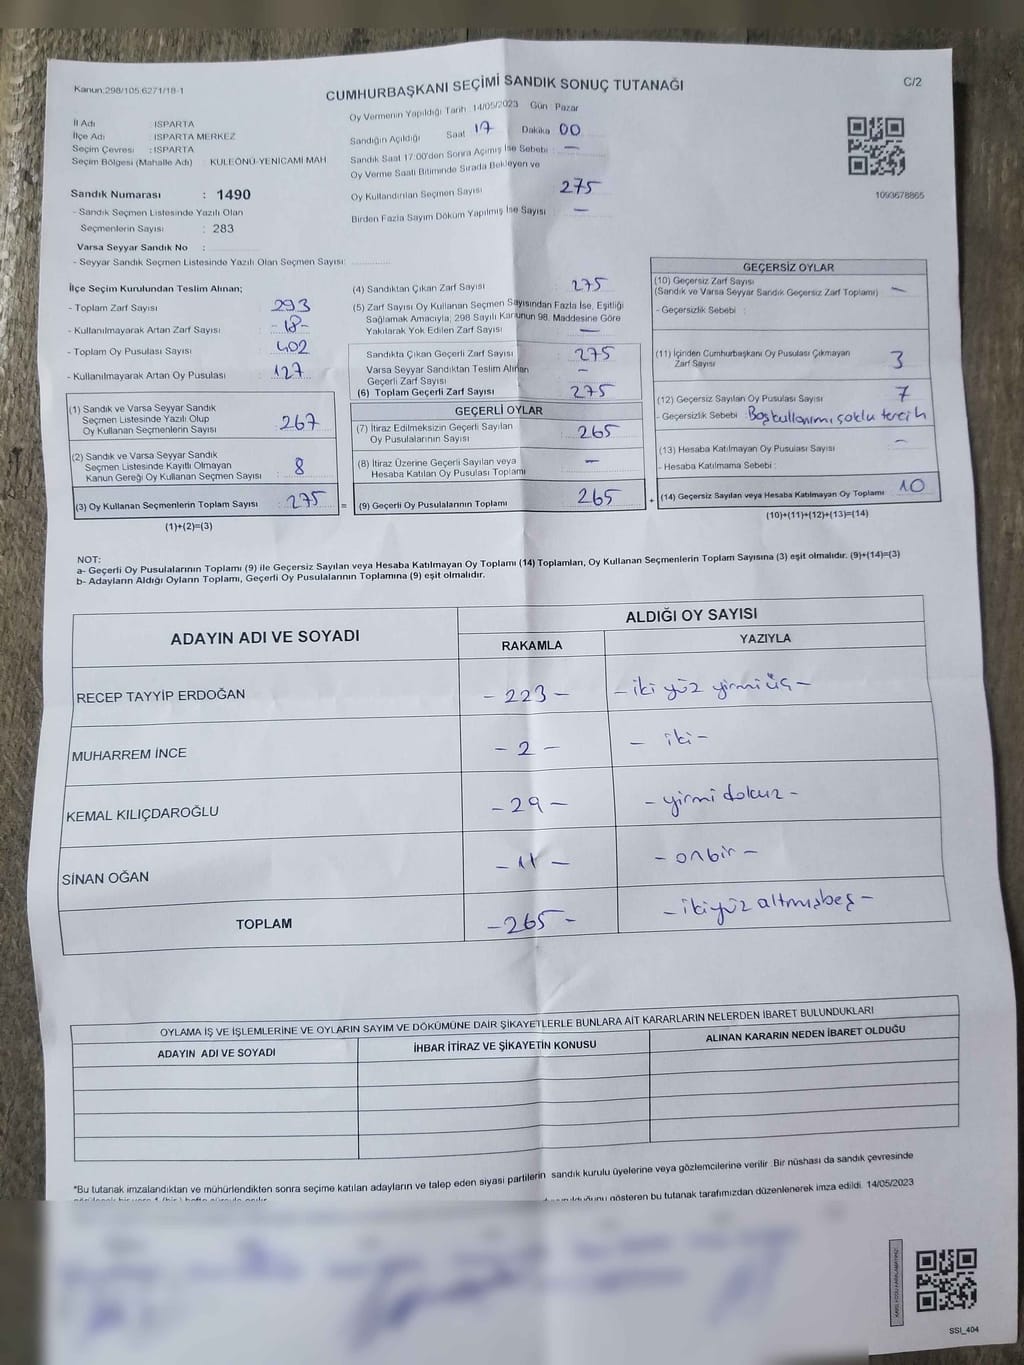 Kanun:298/105,6271/18-1
CUMHURBAŞKANI SEÇİMİ SANDIK SONUÇ TUTANAĞI
C/2
İl Adı : ISPARTA
İlçe Adı : ISPARTA MERKEZ
Seçim Çevresi : ISPARTA
Seçim Bölgesi (Mahalle Adı) : KULEÖNÜ-YENİCAMİ MAH
Sandık Numarası : 1490
- Sandık Seçmen Listesinde Yazılı Olan
Seçmenlerin Sayısı : 283
Varsa Seyyar Sandık No :
- Seyyar Sandık Seçmen Listesinde Yazılı Olan Seçmen Sayısı:
Oy Vermenin Yapıldığı Tarih 14/05/2023 Gün Pazar
Sandığın Açıldığı Saat 17 Dakika 00
Sandık Saat 17:00'den Sonra Açımış İse Sebebi : —
Oy Verme Saati Bitiminde Sırada Bekleyen ve
Oy Kullandırılan Seçmen Sayısı 275
Birden Fazla Sayım Döküm Yapılmış İse Sayısı —
1093678865
İlçe Seçim Kurulundan Teslim Alınan;
- Toplam Zarf Sayısı : 293
- Kullanılmayarak Artan Zarf Sayısı : -18-
- Toplam Oy Pusulası Sayısı : 402
- Kullanılmayarak Artan Oy Pusulası : 127
(1) Sandık ve Varsa Seyyar Sandık
Seçmen Listesinde Yazılı Olup
Oy Kullanan Seçmenlerin Sayısı : 267
(2) Sandık ve Varsa Seyyar Sandık
Seçmen Listesinde Kayıtlı Olmayan
Kanun Gereği Oy Kullanan Seçmen Sayısı : 8
(3) Oy Kullanan Seçmenlerin Toplam Sayısı : 275 =
(1)+(2)=(3)
(4) Sandıktan Çıkan Zarf Sayısı : 275
(5) Zarf Sayısı Oy Kullanan Seçmen Sayısından Fazla İse, Eşitliği
Sağlamak Amacıyla, 298 Sayılı Kanunun 98. Maddesine Göre
Yakılarak Yok Edilen Zarf Sayısı : —
Sandıkta Çıkan Geçerli Zarf Sayısı : 275
Varsa Seyyar Sandıktan Teslim Alınan —
Geçerli Zarf Sayısı
(6) Toplam Geçerli Zarf Sayısı : 275
GEÇERLİ OYLAR
(7) İtiraz Edilmeksizin Geçerli Sayılan
Oy Pusulalarının Sayısı : 265
(8) İtiraz Üzerine Geçerli Sayılan veya
Hesaba Katılan Oy Pusulası Toplamı : —
(9) Geçerli Oy Pusulalarının Toplamı : 265 +
GEÇERSİZ OYLAR
(10) Geçersiz Zarf Sayısı
(Sandık ve Varsa Seyyar Sandık Geçersiz Zarf Toplamı) : —
- Geçersizlik Sebebi :
(11) İçinden Cumhurbaşkanı Oy Pusulası Çıkmayan
Zarf Sayısı : 3
(12) Geçersiz Sayılan Oy Pusulası Sayısı : 7
- Geçersizlik Sebebi : Boş kullanımı, çoklu tercih
(13) Hesaba Katılmayan Oy Pusulası Sayısı : —
- Hesaba Katılmama Sebebi :
(14) Geçersiz Sayılan veya Hesaba Katılmayan Oy Toplamı : 10
(10)+(11)+(12)+(13)=(14)
NOT:
a- Geçerli Oy Pusulalarının Toplamı (9) ile Geçersiz Sayılan veya Hesaba Katılmayan Oy Toplamı (14) Toplamları, Oy Kullanan Seçmenlerin Toplam Sayısına (3) eşit olmalıdır. (9)+(14)=(3)
b- Adayların Aldığı Oyların Toplamı, Geçerli Oy Pusulalarının Toplamına (9) eşit olmalıdır.
ADAYIN ADI VE SOYADI
ALDIĞI OY SAYISI
RAKAMLA YAZIYLA
RECEP TAYYİP ERDOĞAN - 223 - - iki yüz yirmi üç -
MUHARREM İNCE - 2 - - iki -
KEMAL KILIÇDAROĞLU - 29 - - yirmi dokuz -
SİNAN OĞAN - 11 - - onbir -
TOPLAM - 265 - - ikiyüz altmışbeş -
OYLAMA İŞ VE İŞLEMLERİNE VE OYLARIN SAYIM VE DÖKÜMÜNE DAİR ŞİKAYETLERLE BUNLARA AİT KARARLARIN NELERDEN İBARET BULUNDUKLARI
ADAYIN ADI VE SOYADI İHBAR İTİRAZ VE ŞİKAYETİN KONUSU ALINAN KARARIN NEDEN İBARET OLDUĞU
*Bu tutanak imzalandıktan ve mühürlendikten sonra seçime katılan adayların ve talep eden siyasi partilerin sandık kurulu üyelerine veya gözlemcilerine verilir. Bir nüshası da sandık çevresinde
gösteren bu tutanak tarafımızdan düzenlenerek imza edildi. 14/05/2023
SSI_404